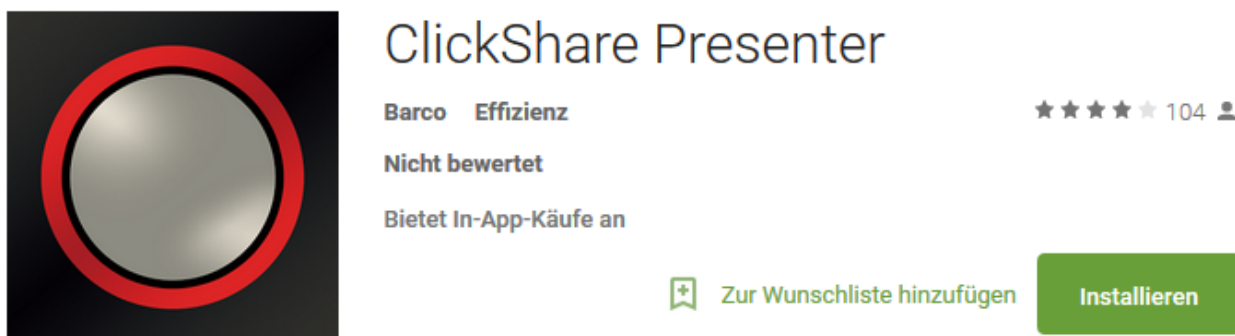 ClickShare Presenter
Barco Effizienz
104
Nicht bewertet
Bietet In-App-Käufe an
Zur Wunschliste hinzufügen
Installieren